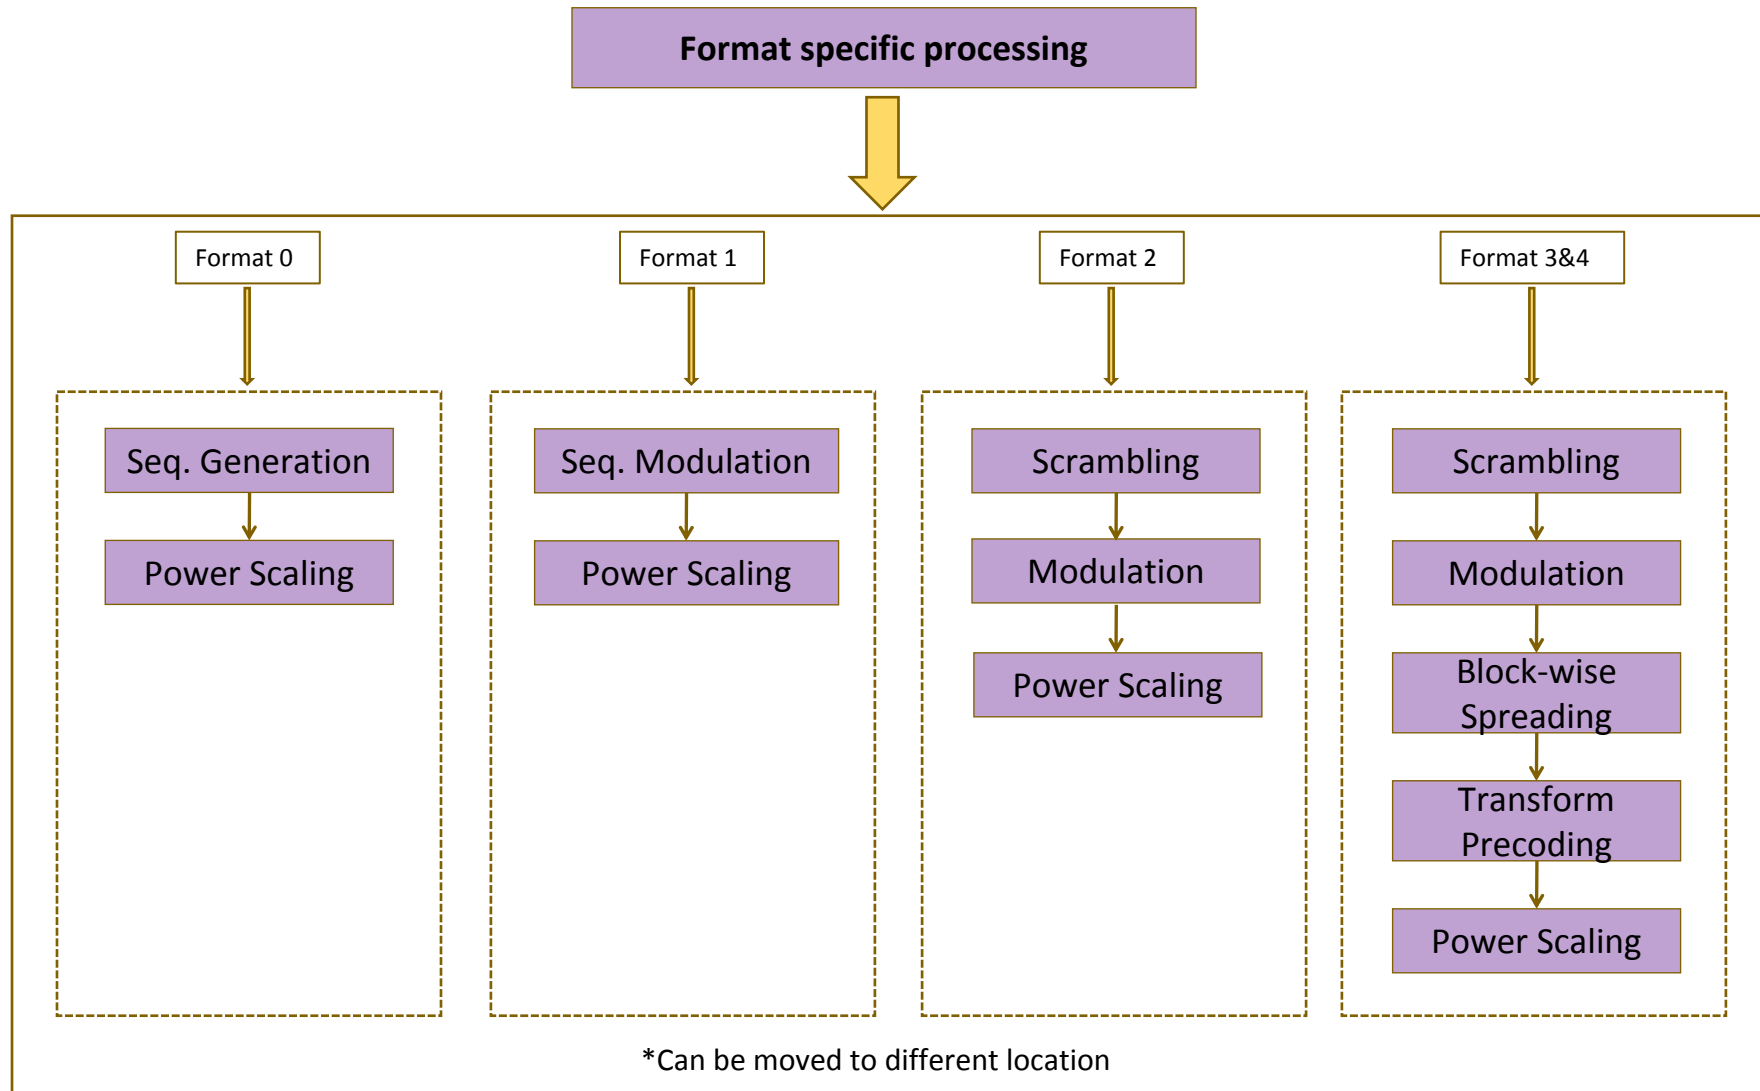 Format specific processing
Format 0
Seq. Generation
Power Scaling
Format 1
Seq. Modulation
Power Scaling
Format 2
Scrambling
Modulation
Power Scaling
Format 3&4
Scrambling
Modulation
Block-wise
Spreading
Transform
Precoding
Power Scaling
*Can be moved to different location